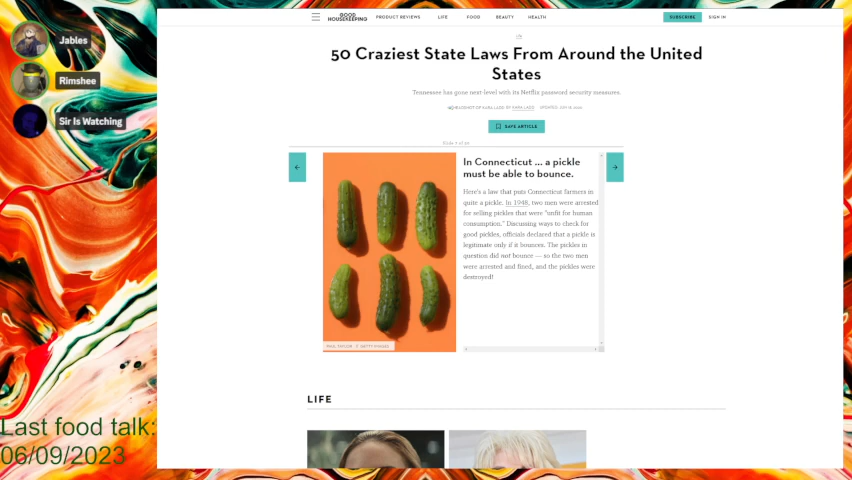 Jables
Rimshee
Sir Is Watching
Last food talk:
06/09/2023
GOOD
HOUSEKEEPING
PRODUCT REVIEWS
LIFE
FOOD
BEAUTY
HEALTH
SUBSCRIBE
SIGN IN
50 Craziest State Laws From Around the United
States
Tennessee has gone next-level with its Netflix password security measures.
BY KARA LADD
SAVE ARTICLE
In Connecticut ... a pickle
must be able to bounce.
Here's a law that puts Connecticut farmers in
quite a pickle. In 1948, two men were arrested
for selling pickles that were "unfit for human
consumption." Discussing ways to check for
good pickles, officials declared that a pickle is
legitimate only if it bounces. The pickles in
question did not bounce — so the two men
were arrested and fined, and the pickles were
destroyed!
LIFE